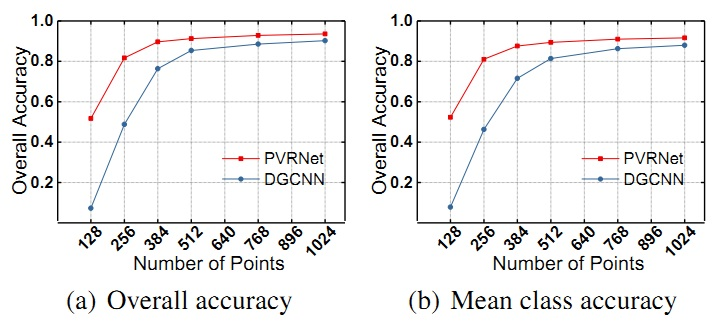 1.0
0.8
0.6
0.4
0.2
Overall Accuracy
PVRNet
DGCNN
128 256 384 512 640 768 896 1024
Number of Points
(a) Overall accuracy
1.0
0.8
0.6
0.4
0.2
Overall Accuracy
PVRNet
DGCNN
128 256 384 512 640 768 896 1024
Number of Points
(b) Mean class accuracy